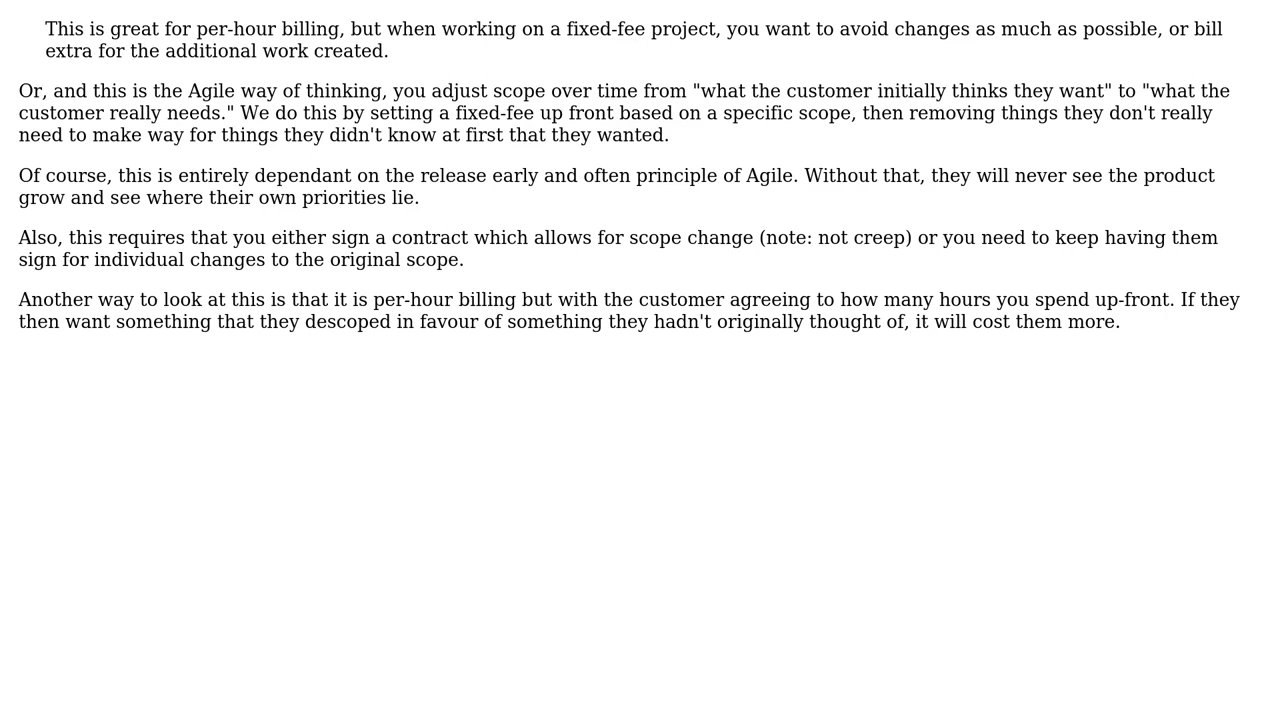 This is great for per-hour billing, but when working on a fixed-fee project, you want to avoid changes as much as possible, or bill
extra for the additional work created.
Or, and this is the Agile way of thinking, you adjust scope over time from "what the customer initially thinks they want" to "what the
customer really needs." We do this by setting a fixed-fee up front based on a specific scope, then removing things they don't really
need to make way for things they didn't know at first that they wanted.
Of course, this is entirely dependant on the release early and often principle of Agile. Without that, they will never see the product
grow and see where their own priorities lie.
Also, this requires that you either sign a contract which allows for scope change (note: not creep) or you need to keep having them
sign for individual changes to the original scope.
Another way to look at this is that it is per-hour billing but with the customer agreeing to how many hours you spend up-front. If they
then want something that they descoped in favour of something they hadn't originally thought of, it will cost them more.